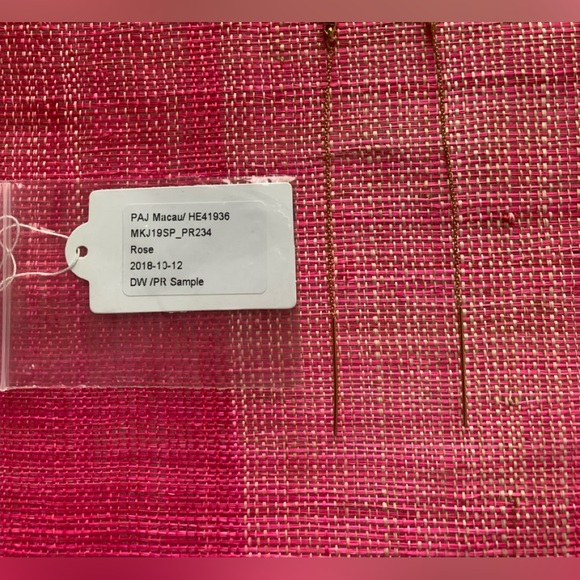 PAJ Macau/ HE41936
MKJ19SP_PR234
Rose
2018-10-12
DW /PR Sample